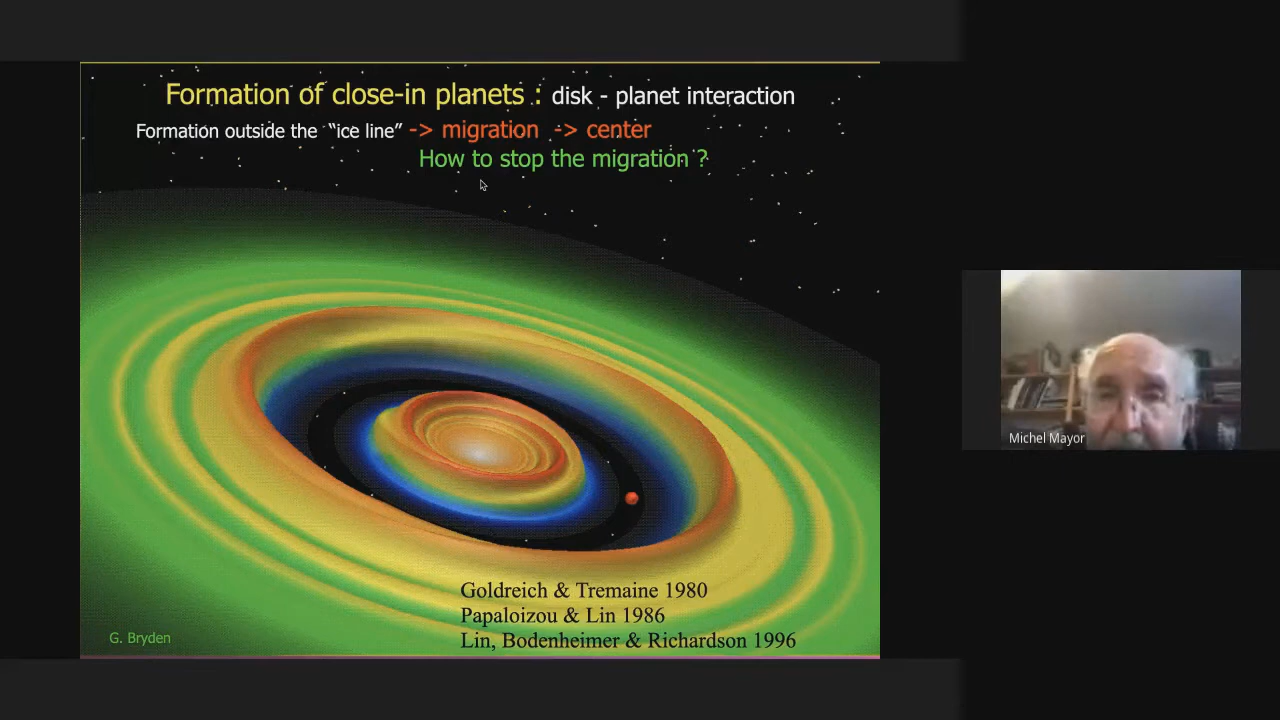 Formation of close-in planets : disk - planet interaction
Formation outside the “ice line” -> migration -> center
How to stop the migration ?
Michel Mayor
Goldreich & Tremaine 1980
Papaloizou & Lin 1986
G. Bryden
Lin, Bodenheimer & Richardson 1996